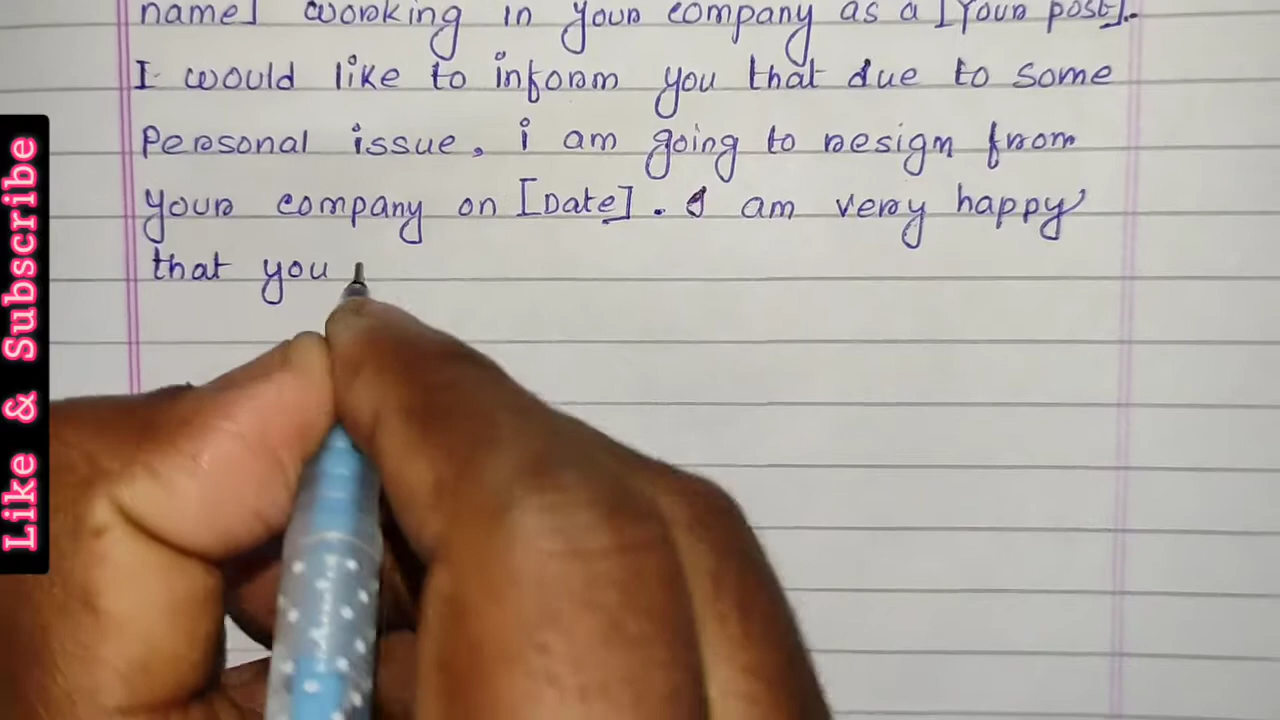 name] working in your company as a [Your post].
I would like to inform you that due to some
Personal issue, i am going to resign from
your company on [Date]. I am very happy
that you
Like & Subscribe